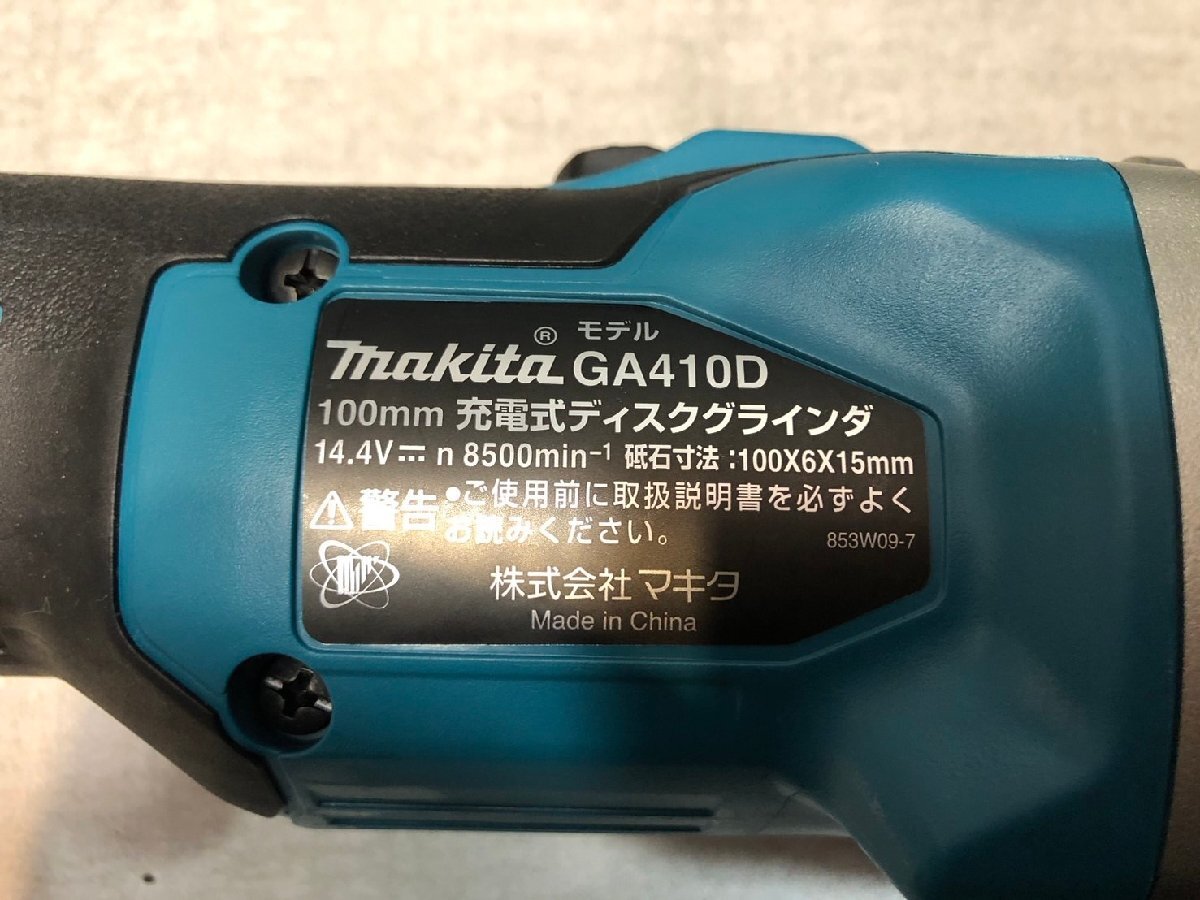 モデル
makita® GA410D
100mm 充電式ディスクグラインダ
14.4V⎓ n 8500min⁻¹ 砥石寸法:100X6X15mm
警告 ●ご使用前に取扱説明書を必ずよく
お読みください。
853W09-7
株式会社 マキタ
Made in China